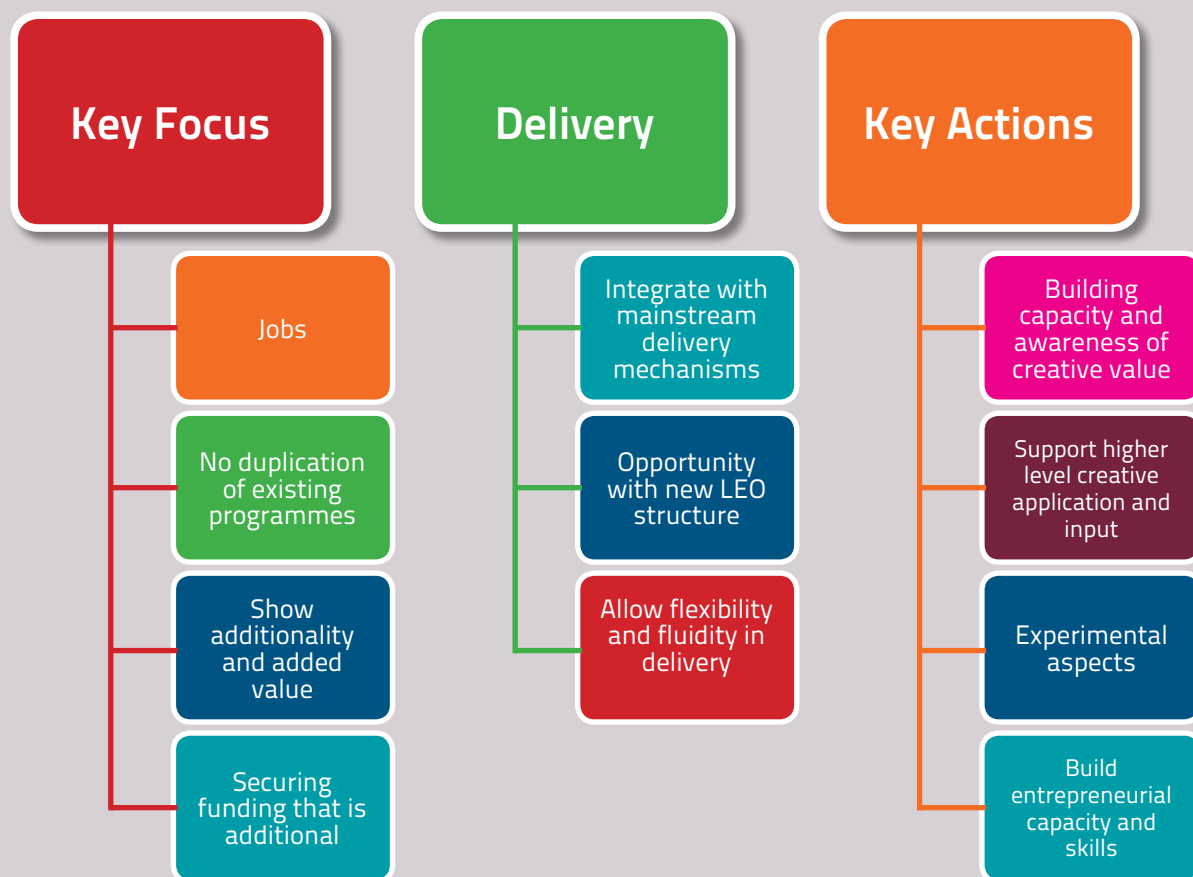 Key Focus
Jobs
No duplication
of existing
programmes
Show
additionality
and added
value
Securing
funding that is
additional
Delivery
Integrate with
mainstream
delivery
mechanisms
Opportunity
with new LEO
structure
Allow flexibility
and fluidity in
delivery
Key Actions
Building
capacity and
awareness of
creative value
Support higher
level creative
application and
input
Experimental
aspects
Build
entrepreneurial
capacity and
skills